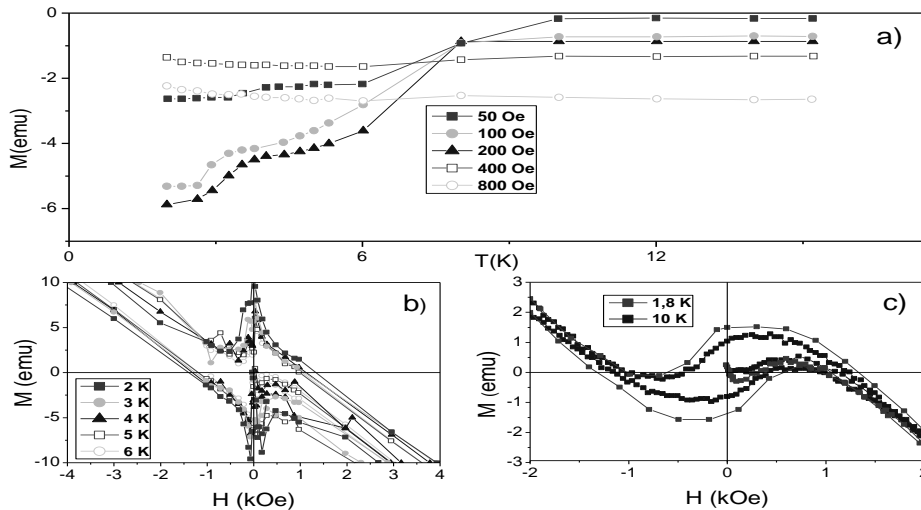 0
a)
-2
M(emu)
50 Oe
100 Oe
200 Oe
400 Oe
800 Oe
-4
-6
0 6 T(K) 12
10
b)
5
M (emu)
0
2 K
3 K
4 K
5 K
6 K
-5
-10
-4 -3 -2 -1 0 1 2 3 4
H (kOe)
3
c)
2
1,8 K
10 K
1
M (emu)
0
-1
-2
-3
-2 -1 0 1 2
H (kOe)